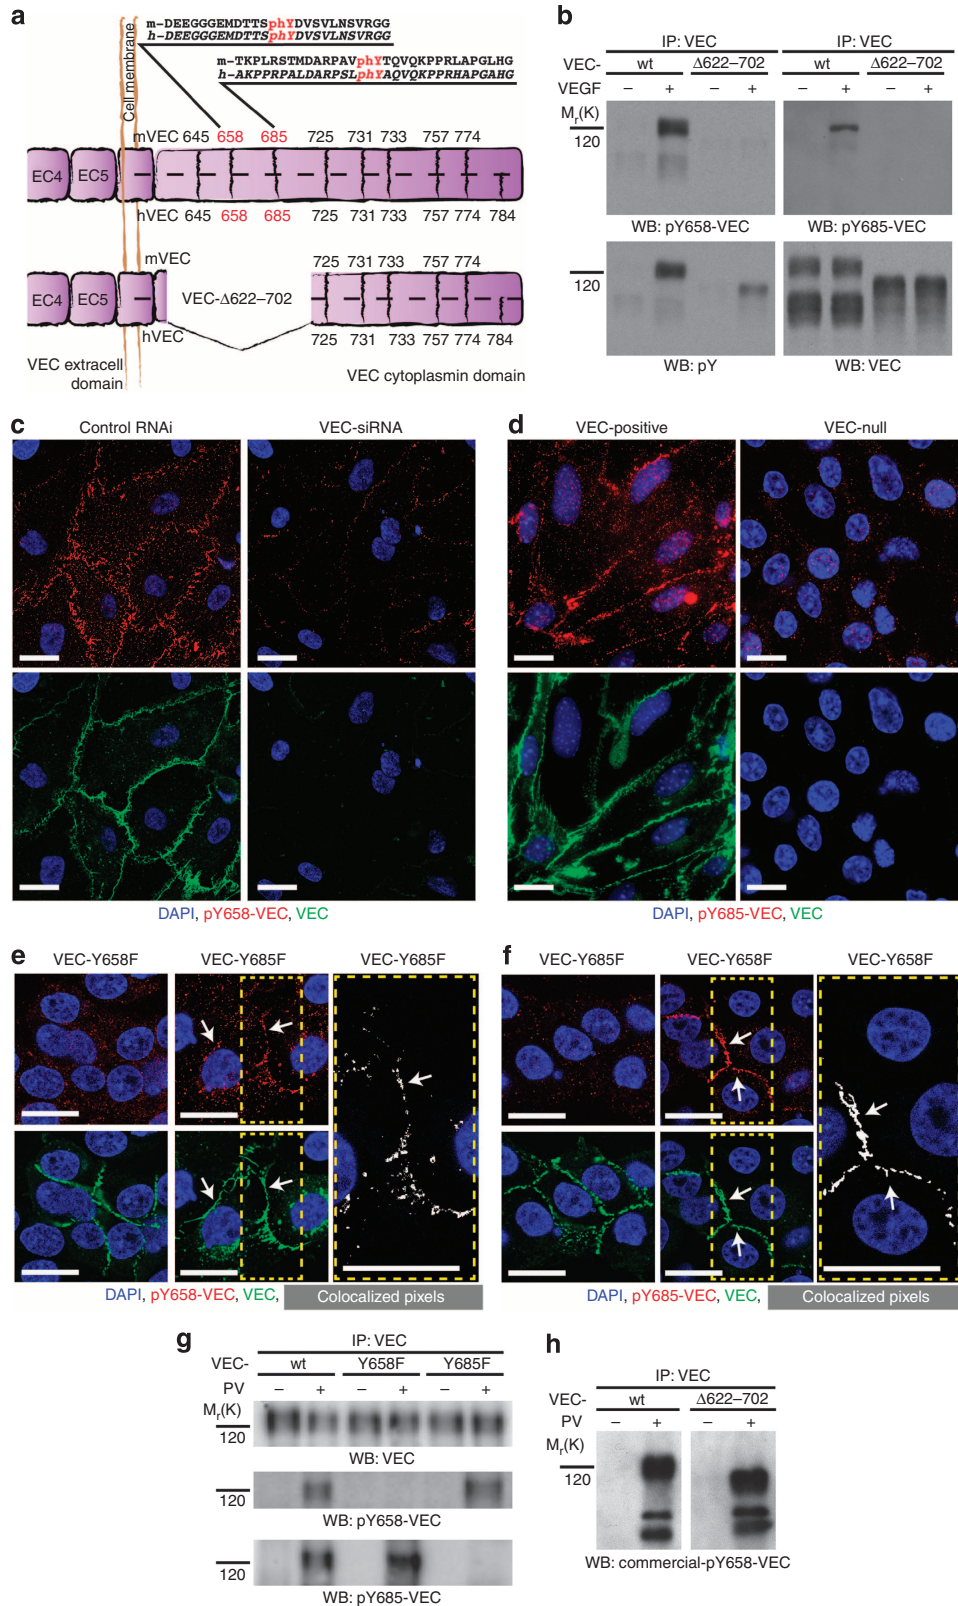 a
m–DEEGGGEMDTTSphYDVSVLNSVRGG
h-DEEGGGEMDTTSphYDVSVLNSVRGG
m–TKPLRSTMDARPAVphYTQVQKPPRLAPGLHG
h-AKPPRPALDARPSLphYAQVQKPPRHAPGAHG
Cell membrane
mVEC 645 658 685 725 731 733 757 774
EC4 EC5
hVEC 645 658 685 725 731 733 757 774 784
mVEC 725 731 733 757 774
EC4 EC5 VEC-Δ622–702
hVEC 725 731 733 757 774 784
VEC extracell
domain
VEC cytoplasmin domain
b
IP: VEC IP: VEC
VEC- wt Δ622–702 wt Δ622–702
VEGF – + – + – + – +
Mr(K)
120
WB: pY658-VEC WB: pY685-VEC
120
WB: pY WB: VEC
c
Control RNAi VEC-siRNA
DAPI, pY658-VEC, VEC
d
VEC-positive VEC-null
DAPI, pY685-VEC, VEC
e
VEC-Y658F VEC-Y685F VEC-Y685F
DAPI, pY658-VEC, VEC, Colocalized pixels
f
VEC-Y685F VEC-Y658F VEC-Y658F
DAPI, pY685-VEC, VEC, Colocalized pixels
g
IP: VEC
VEC- wt Y658F Y685F
PV – + – + – +
Mr(K)
120
WB: VEC
120
WB: pY658-VEC
120
WB: pY685-VEC
h
IP: VEC
VEC- wt Δ622–702
PV – + – +
Mr(K)
120
WB: commercial-pY658-VEC